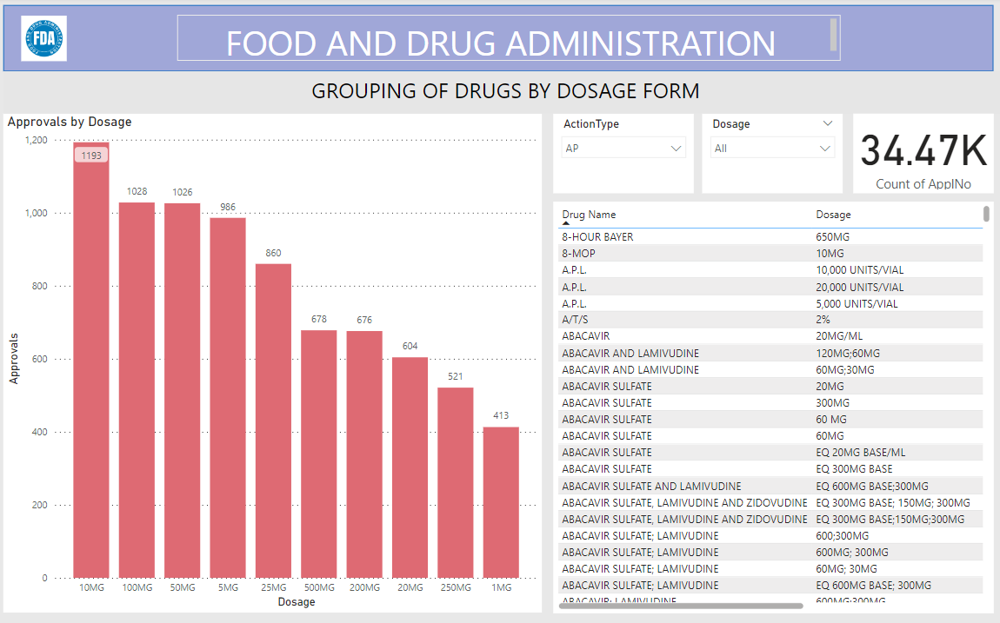 FDA
FOOD AND DRUG ADMINISTRATION
GROUPING OF DRUGS BY DOSAGE FORM
Approvals by Dosage
1,200
1,000
800
600
400
200
0
Approvals
1193
1028
1026
986
860
678
676
604
521
413
10MG 100MG 50MG 5MG 25MG 500MG 200MG 20MG 250MG 1MG
Dosage
ActionType
AP
Dosage
All
34.47K
Count of ApplNo
Drug Name Dosage
8-HOUR BAYER 650MG
8-MOP 10MG
A.P.L. 10,000 UNITS/VIAL
A.P.L. 20,000 UNITS/VIAL
A.P.L. 5,000 UNITS/VIAL
A/T/S 2%
ABACAVIR 20MG/ML
ABACAVIR AND LAMIVUDINE 120MG;60MG
ABACAVIR AND LAMIVUDINE 60MG;30MG
ABACAVIR SULFATE 20MG
ABACAVIR SULFATE 300MG
ABACAVIR SULFATE 60 MG
ABACAVIR SULFATE 60MG
ABACAVIR SULFATE EQ 20MG BASE/ML
ABACAVIR SULFATE EQ 300MG BASE
ABACAVIR SULFATE AND LAMIVUDINE EQ 600MG BASE;300MG
ABACAVIR SULFATE, LAMIVUDINE AND ZIDOVUDINE EQ 300MG BASE; 150MG; 300MG
ABACAVIR SULFATE, LAMIVUDINE AND ZIDOVUDINE EQ 300MG BASE;150MG;300MG
ABACAVIR SULFATE; LAMIVUDINE 600;300MG
ABACAVIR SULFATE; LAMIVUDINE 600MG; 300MG
ABACAVIR SULFATE; LAMIVUDINE 60MG; 30MG
ABACAVIR SULFATE; LAMIVUDINE EQ 600MG BASE; 300MG
ABACAVIR; LAMIVUDINE 600MG;300MG